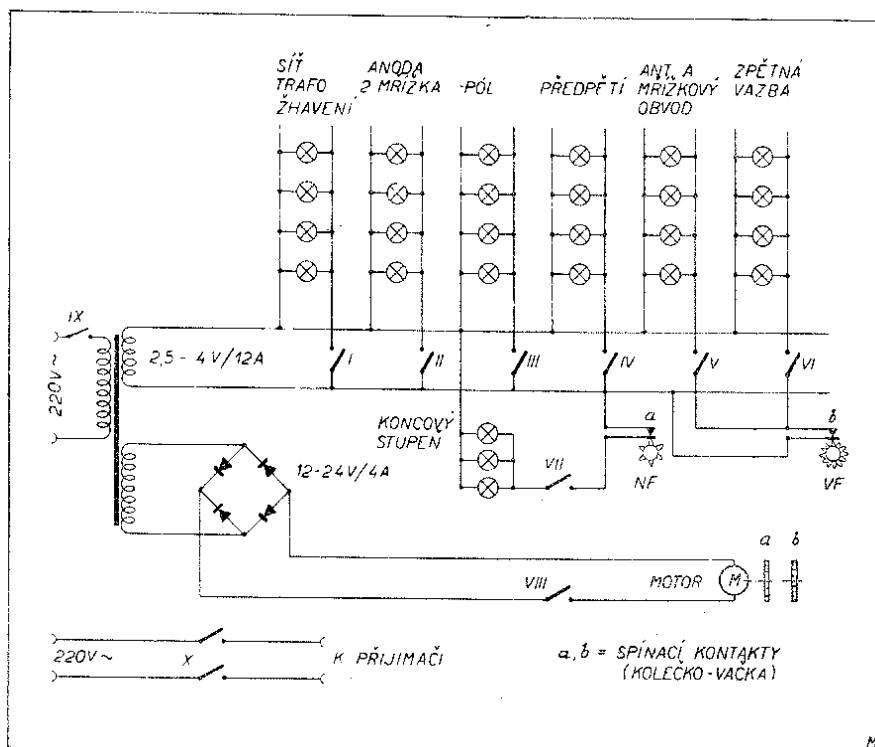 SÍŤ
TRAFO
ŽHAVENÍ
ANODA
2 MŘÍŽKA
-PÓL
PŘEDPĚTÍ
ANT. A
MŘÍŽKOVÝ
OBVOD
ZPĚTNÁ
VAZBA
IX
220V~
2,5 - 4 V/12A
I
II
III
IV
V
VI
KONCOVÝ
STUPEŇ
VII
a
NF
b
VF
12-24V/4A
VIII
MOTOR
M
a
b
220V~
X
K PŘIJIMAČI
a, b = SPÍNACÍ KONTAKTY
(KOLEČKO-VAČKA)
M